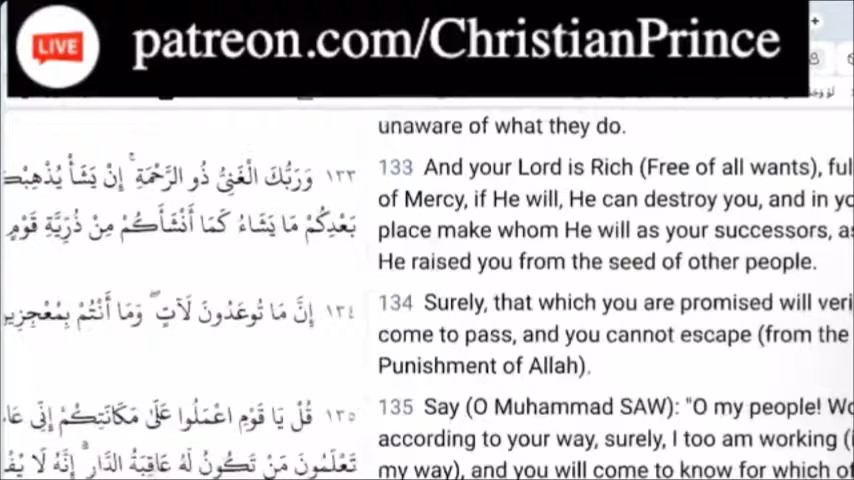 LIVE
patreon.com/ChristianPrince
unaware of what they do.
١٣٣ وَرَبُّكَ الْغَنِيُّ ذُو الرَّحْمَةِ ۚ إِنْ يَشَأْ
133 And your Lord is Rich (Free of all wants),
of Mercy, if He will, He can destroy you, and in
بَعْدِكُمْ مَا يَشَاءُ كَمَا أَنْشَأَكُمْ مِنْ ذُرِّيَّةِ قَوْمٍ
place make whom He will as your successors,
He raised you from the seed of other people.
١٣٤ إِنَّ مَا تُوعَدُونَ لَآتٍ ۖ وَمَا أَنْتُمْ
134 Surely, that which you are promised will
come to pass, and you cannot escape (from the
Punishment of Allah).
١٣٥ قُلْ يَا قَوْمِ اعْمَلُوا عَلَىٰ مَكَانَتِكُمْ إِنِّي
135 Say (O Muhammad SAW): "O my people!
according to your way, surely, I too am working
تَعْلَمُونَ مَنْ تَكُونُ لَهُ عَاقِبَةُ الدَّارِ ۗ إِنَّهُ لَا
my way), and you will come to know for which of